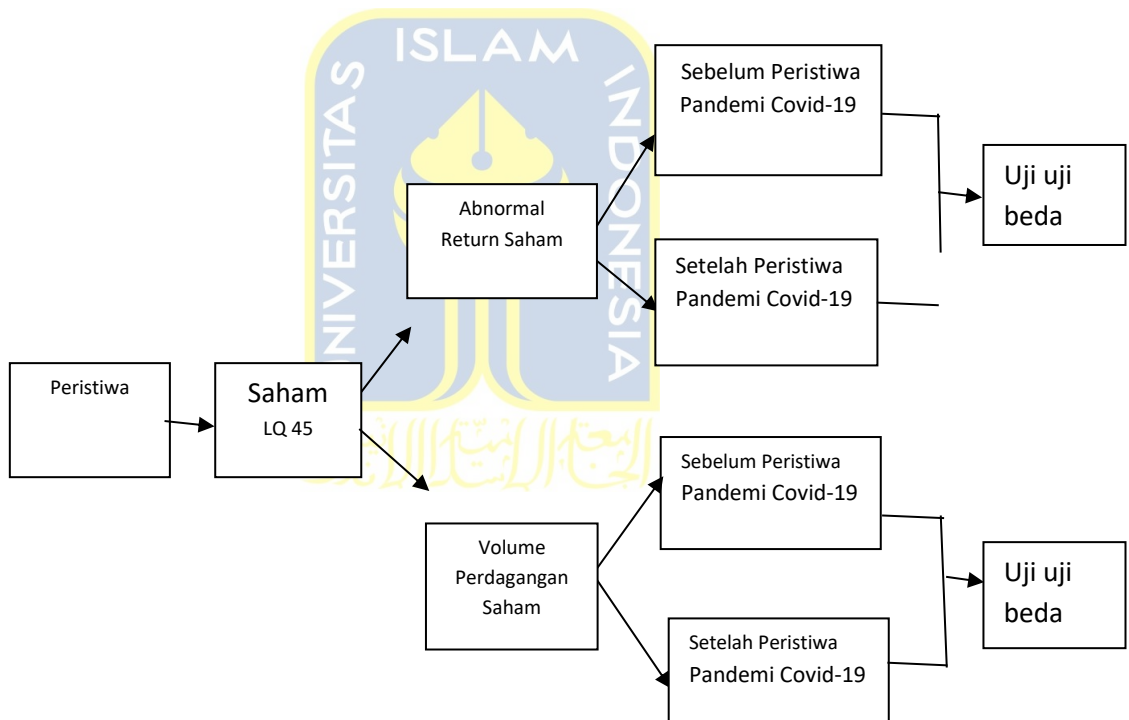 UNIVERSITAS
ISLAM
INDONESIA
Sebelum Peristiwa
Pandemi Covid-19
Uji uji
beda
Abnormal
Return Saham
Setelah Peristiwa
Pandemi Covid-19
Peristiwa
Saham
LQ 45
Sebelum Peristiwa
Pandemi Covid-19
Volume
Perdagangan
Saham
Uji uji
beda
Setelah Peristiwa
Pandemi Covid-19